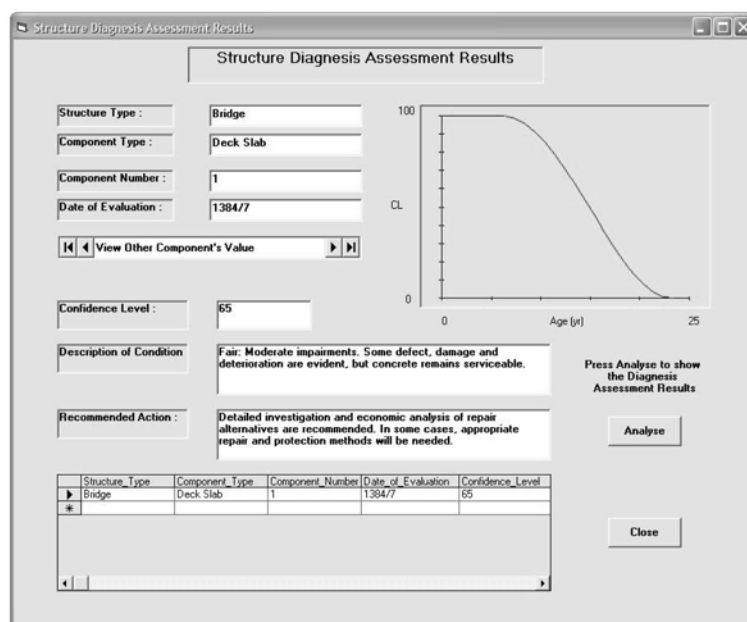 Structure Diagnosis Assessment Results
Structure Diagnosis Assessment Results
Structure Type :
Bridge
Component Type :
Deck Slab
Component Number :
1
Date of Evaluation :
1384/7
View Other Component's Value
100
CL
0
0
Age (yr)
25
Confidence Level :
65
Description of Condition
Fair: Moderate impairments. Some defect, damage and
deterioration are evident, but concrete remains serviceable.
Press Analyse to show
the Diagnosis
Assessment Results
Recommended Action :
Detailed investigation and economic analysis of repair
alternatives are recommended. In some cases, appropriate
repair and protection methods will be needed.
Analyse
Structure_Type Component_Type Component_Number Date_of_Evaluation Confidence_Level
Bridge Deck Slab 1 1384/7 65
Close